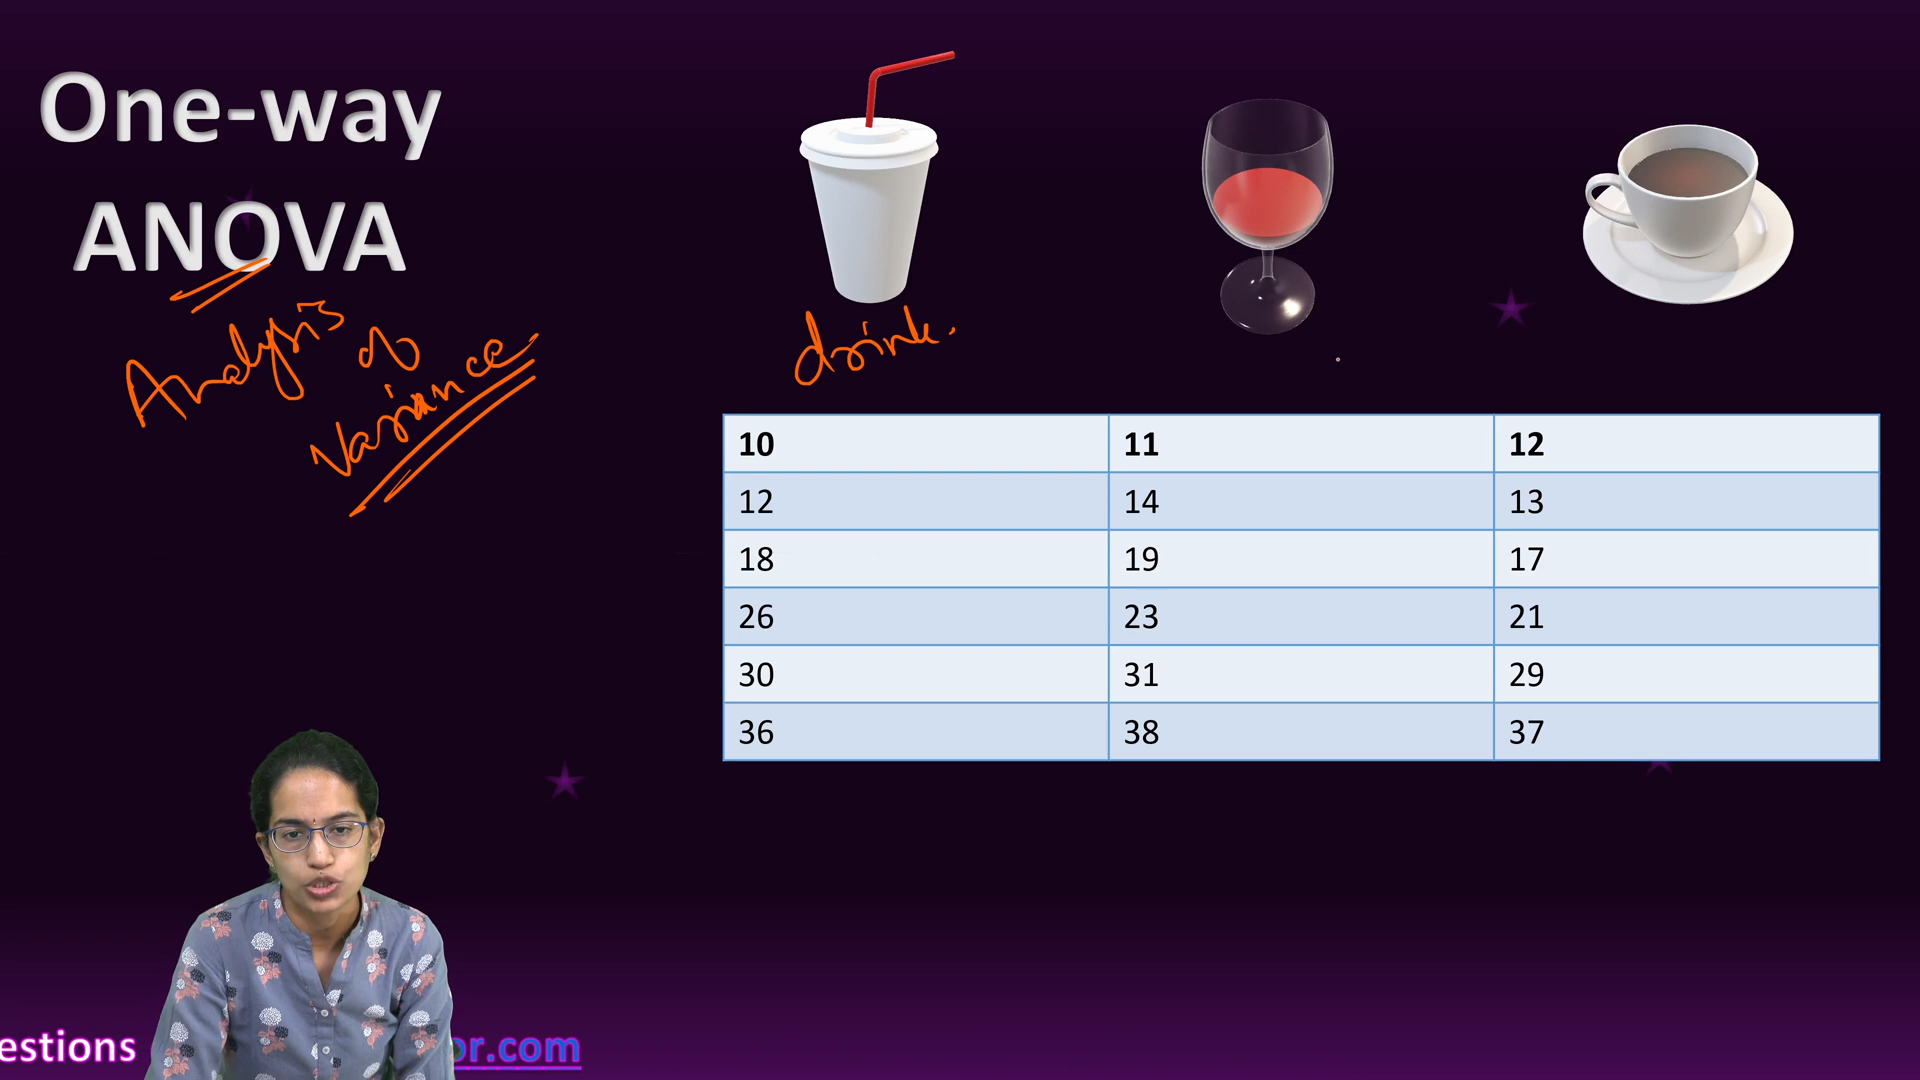 One-way
ANOVA
Analysis
of
Variance
drink.
10 11 12
12 14 13
18 19 17
26 23 21
30 31 29
36 38 37
estions or.com